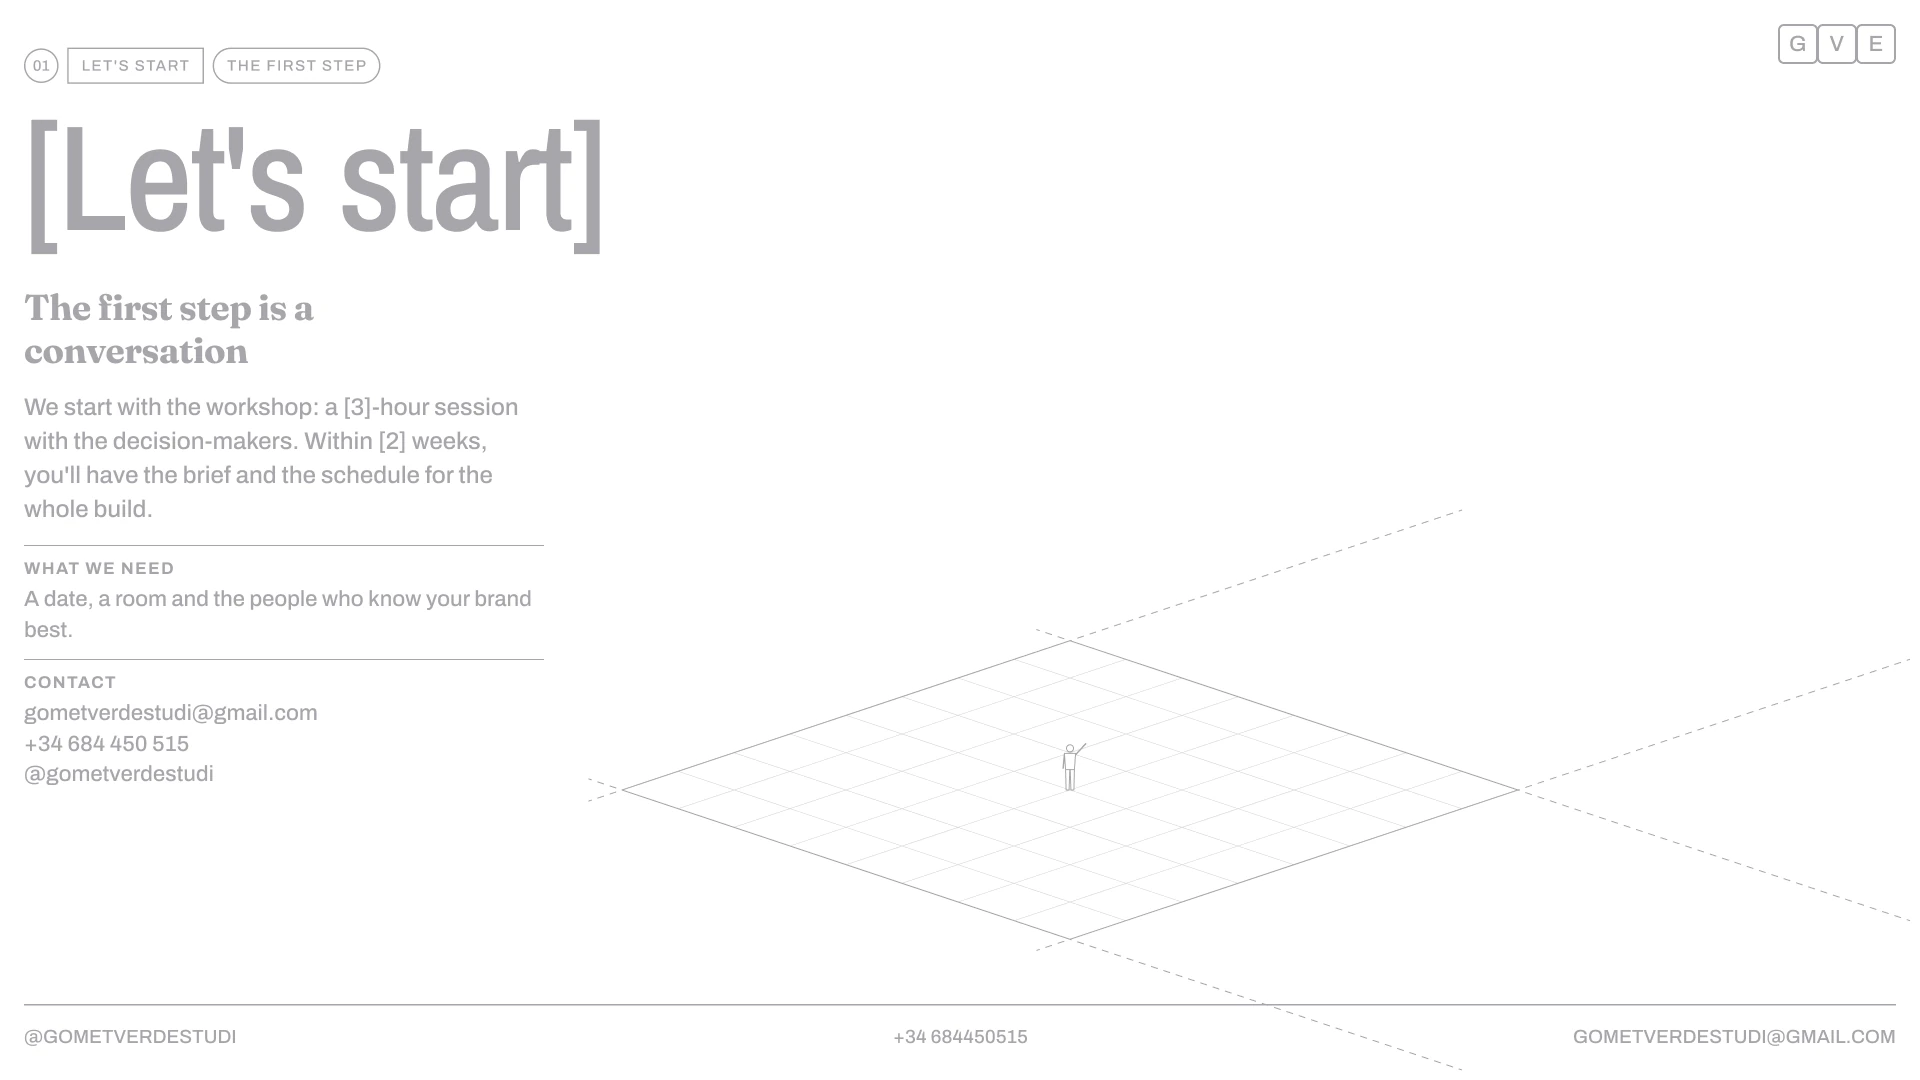 01 LET'S START THE FIRST STEP
G V E
[Let's start]
The first step is a
conversation
We start with the workshop: a [3]-hour session
with the decision-makers. Within [2] weeks,
you'll have the brief and the schedule for the
whole build.
WHAT WE NEED
A date, a room and the people who know your brand
best.
CONTACT
gometverdestudi@gmail.com
+34 684 450 515
@gometverdestudi
@GOMETVERDESTUDI
+34 684450515
GOMETVERDESTUDI@GMAIL.COM